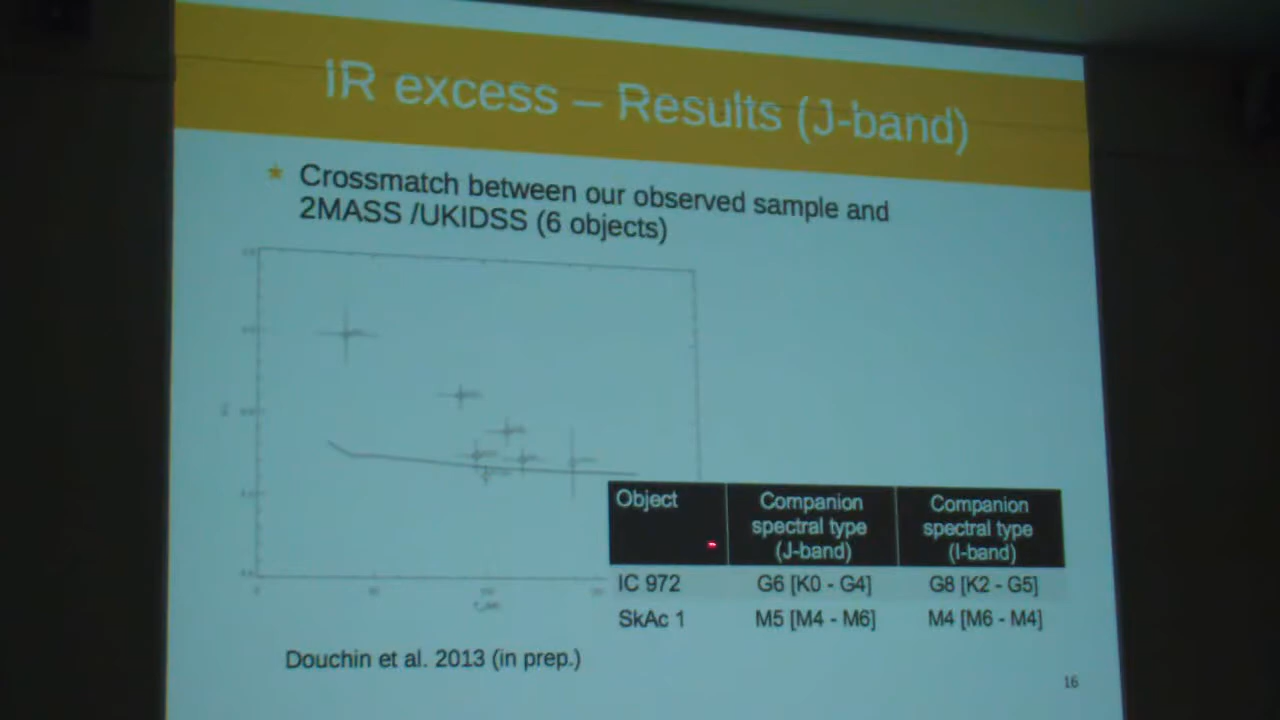 IR excess – Results (J-band)
Crossmatch between our observed sample and
2MASS /UKIDSS (6 objects)
Object
Companion
spectral type
(J-band)
Companion
spectral type
(I-band)
IC 972
G6 [K0 - G4]
G8 [K2 - G5]
SkAc 1
M5 [M4 - M6]
M4 [M6 - M4]
Douchin et al. 2013 (in prep.)
16